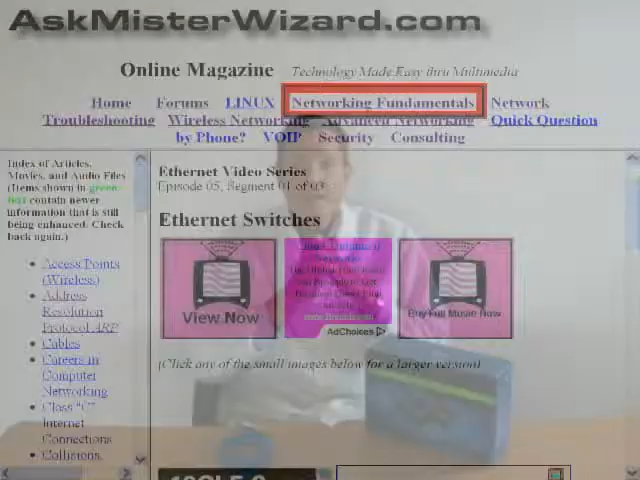 AskMisterWizard.com
Online Magazine Technology Made Easy thru Multimedia
Home Forums LINUX Networking Fundamentals Network
Troubleshooting Wireless Networking Advanced Networking Quick Question
by Phone? VOIP Security Consulting
Index of Articles,
Movies, and Audio Files
(Items shown in green
text contain newer
information that is still
being enhanced. Check
back again.)
Access Points
(Wireless)
Address
Resolution
Protocol ARP
Cables
Careers in
Computer
Networking
Class "C"
Internet
Connections
Collisions,
Ethernet Video Series
Episode 05, Segment 01 of 03
Ethernet Switches
View Now
AdChoices
Buy Full Movie Now
(Click any of the small images below for a larger version)